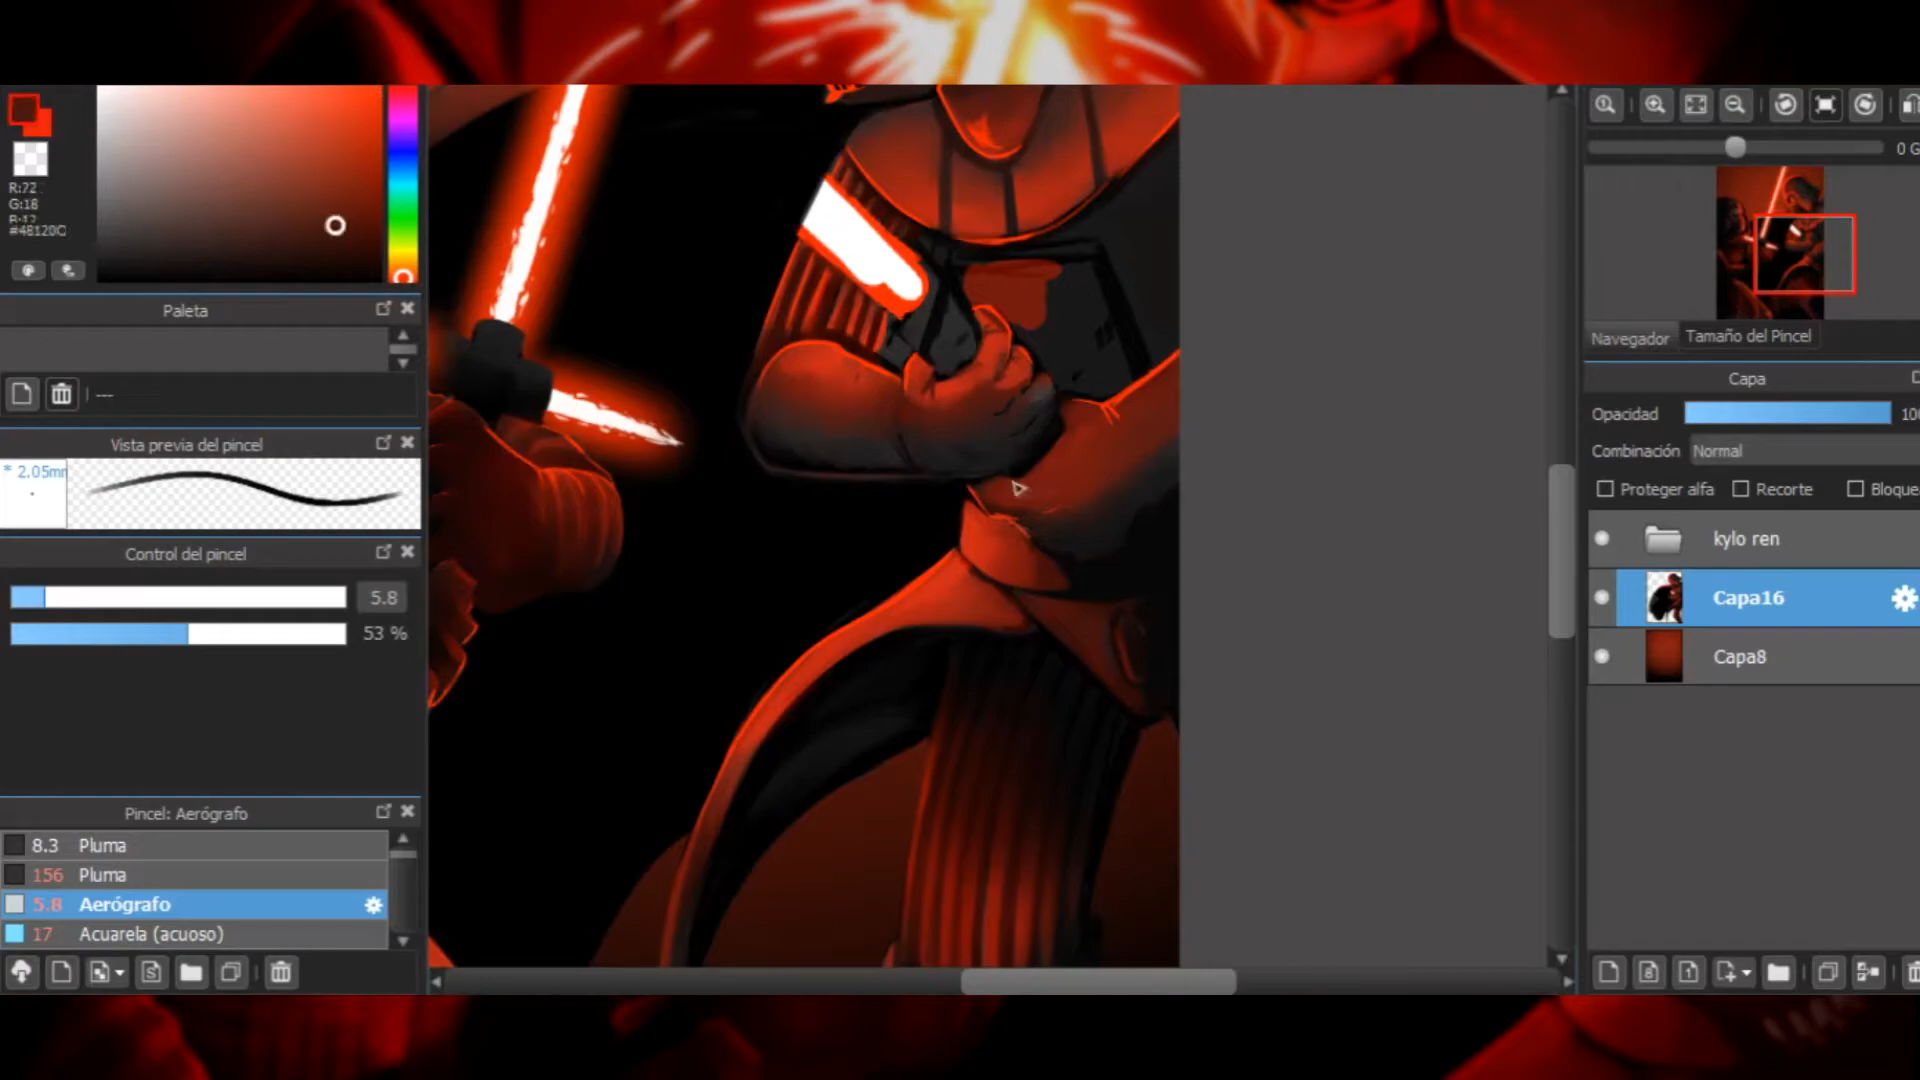 R:72
G:18
#48120C
Paleta
---
Vista previa del pincel
* 2.05mm
Control del pincel
5.8
53 %
Pincel: Aerógrafo
8.3 Pluma
156 Pluma
5.8 Aerógrafo
17 Acuarela (acuoso)
0 G
Navegador
Tamaño del Pincel
Capa
Opacidad
100
Combinación
Normal
Proteger alfa
Recorte
Bloque
kylo ren
Capa16
Capa8